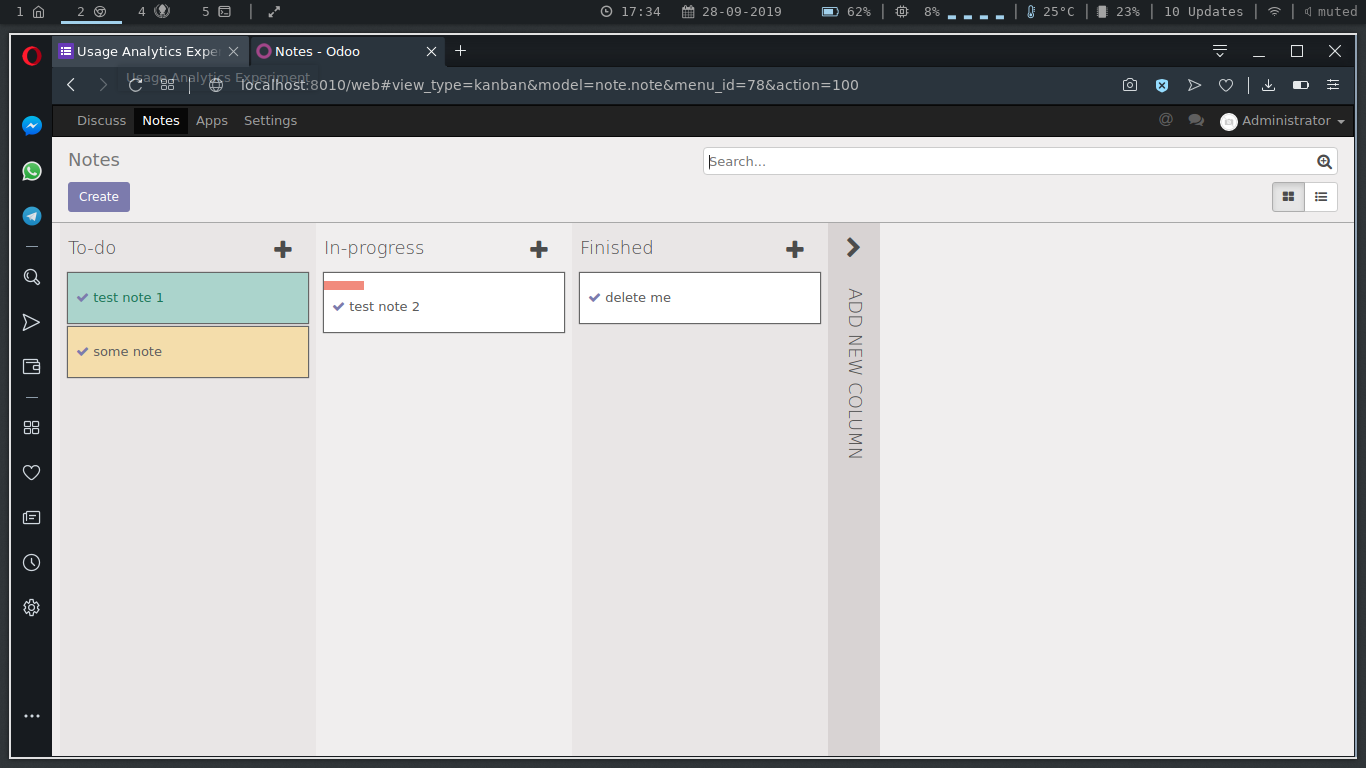 1 2 4 5 17:34 28-09-2019 62% 8% 25°C 23% 10 Updates muted
Usage Analytics Expe Notes - Odoo
Usage Analytics Experiment
localhost:8010/web#view_type=kanban&model=note.note&menu_id=78&action=100
Discuss Notes Apps Settings @ Administrator
Notes Search...
Create
To-do In-progress Finished
test note 1
test note 2
delete me
some note
ADD NEW COLUMN